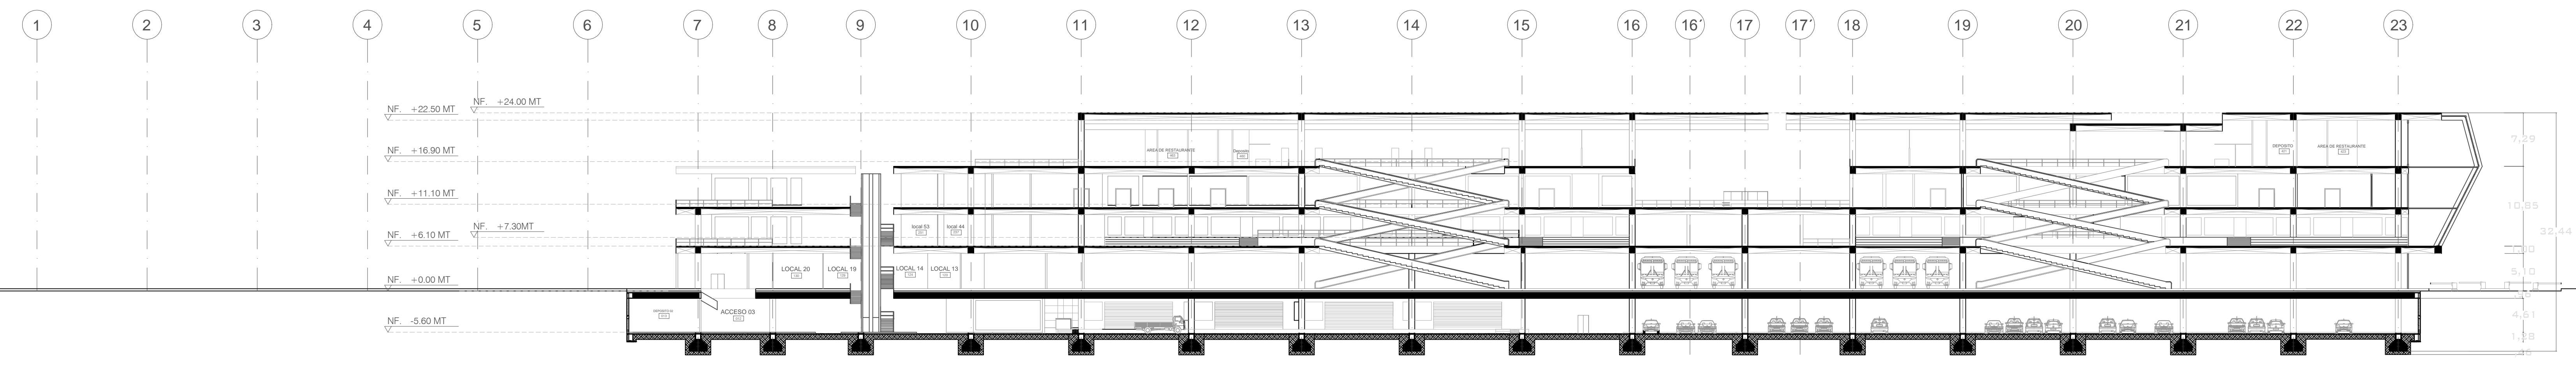 1 2 3 4 5 6 7 8 9 10 11 12 13 14 15 16 16´ 17 17´ 18 19 20 21 22 23
NF. +24.00 MT
NF. +22.50 MT
NF. +16.90 MT
NF. +11.10 MT
NF. +7.30MT
NF. +6.10 MT
NF. +0.00 MT
NF. -5.60 MT
AREA DE RESTAURANTE
Deposito
DEPOSITO
AREA DE RESTAURANTE
local 53
local 44
LOCAL 20
LOCAL 19
LOCAL 14
LOCAL 13
ACCESO 03
7,29
10,85
32,44
5,10
4,61
1,28